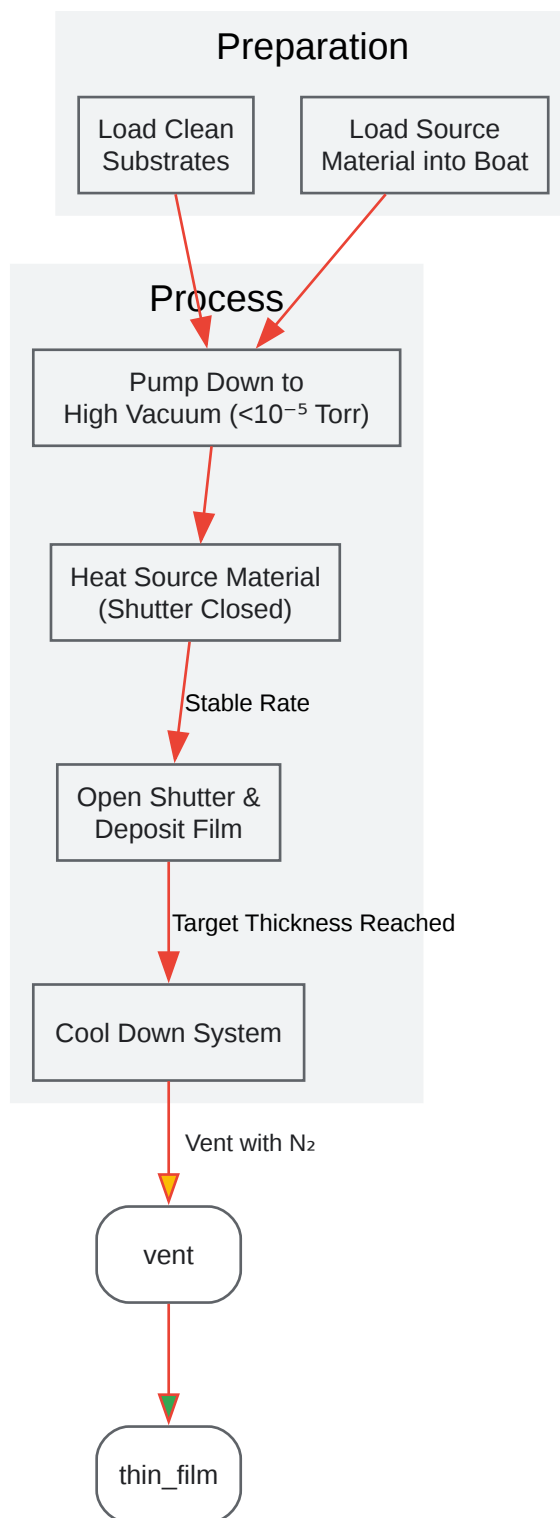 Preparation
Load Clean
Substrates
Load Source
Material into Boat
Process
Pump Down to
High Vacuum (<10⁻⁵ Torr)
Heat Source Material
(Shutter Closed)
Stable Rate
Open Shutter &
Deposit Film
Target Thickness Reached
Cool Down System
Vent with N₂
vent
thin_film